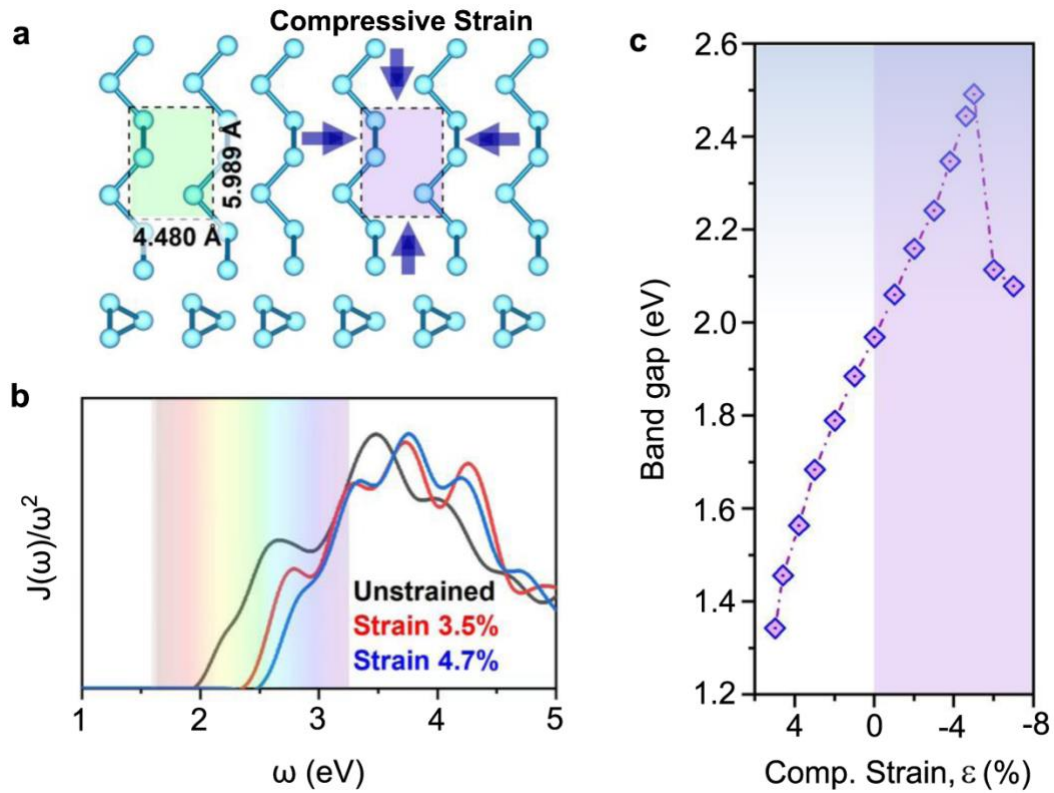 Compressive Strain
a
5.989 Å
4.480 Å
b
J(ω)/ω²
Unstrained
Strain 3.5%
Strain 4.7%
1 2 3 4 5
ω (eV)
c
Band gap (eV)
2.6
2.4
2.2
2.0
1.8
1.6
1.4
1.2
4 0 -4 -8
Comp. Strain, ε (%)